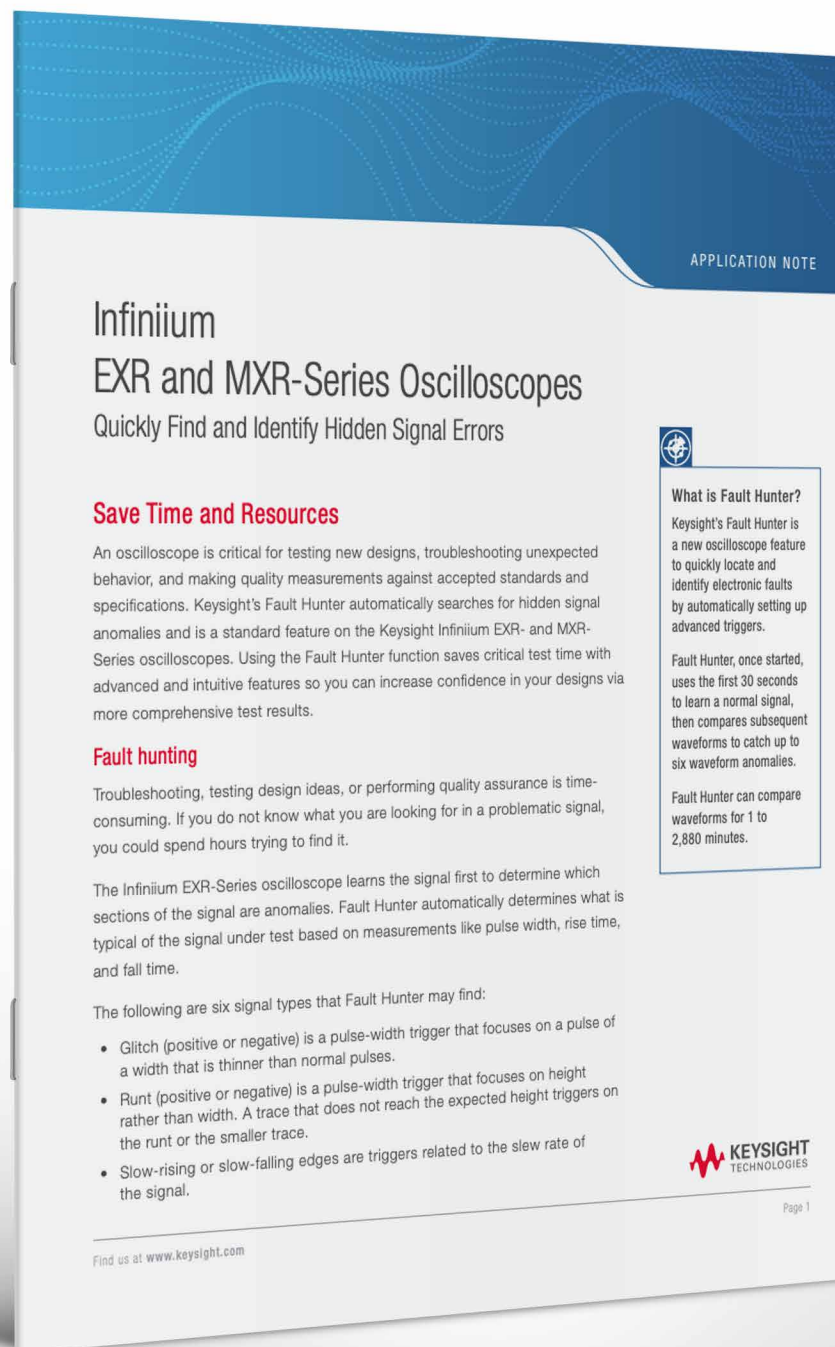 APPLICATION NOTE
Infiniium
EXR and MXR-Series Oscilloscopes
Quickly Find and Identify Hidden Signal Errors
Save Time and Resources
An oscilloscope is critical for testing new designs, troubleshooting unexpected
behavior, and making quality measurements against accepted standards and
specifications. Keysight's Fault Hunter automatically searches for hidden signal
anomalies and is a standard feature on the Keysight Infiniium EXR- and MXR-
Series oscilloscopes. Using the Fault Hunter function saves critical test time with
advanced and intuitive features so you can increase confidence in your designs via
more comprehensive test results.
Fault hunting
Troubleshooting, testing design ideas, or performing quality assurance is time-
consuming. If you do not know what you are looking for in a problematic signal,
you could spend hours trying to find it.
The Infiniium EXR-Series oscilloscope learns the signal first to determine which
sections of the signal are anomalies. Fault Hunter automatically determines what is
typical of the signal under test based on measurements like pulse width, rise time,
and fall time.
The following are six signal types that Fault Hunter may find:
• Glitch (positive or negative) is a pulse-width trigger that focuses on a pulse of
a width that is thinner than normal pulses.
• Runt (positive or negative) is a pulse-width trigger that focuses on height
rather than width. A trace that does not reach the expected height triggers on
the runt or the smaller trace.
• Slow-rising or slow-falling edges are triggers related to the slew rate of
the signal.
What is Fault Hunter?
Keysight's Fault Hunter is
a new oscilloscope feature
to quickly locate and
identify electronic faults
by automatically setting up
advanced triggers.
Fault Hunter, once started,
uses the first 30 seconds
to learn a normal signal,
then compares subsequent
waveforms to catch up to
six waveform anomalies.
Fault Hunter can compare
waveforms for 1 to
2,880 minutes.
KEYSIGHT
TECHNOLOGIES
Find us at www.keysight.com
Page 1